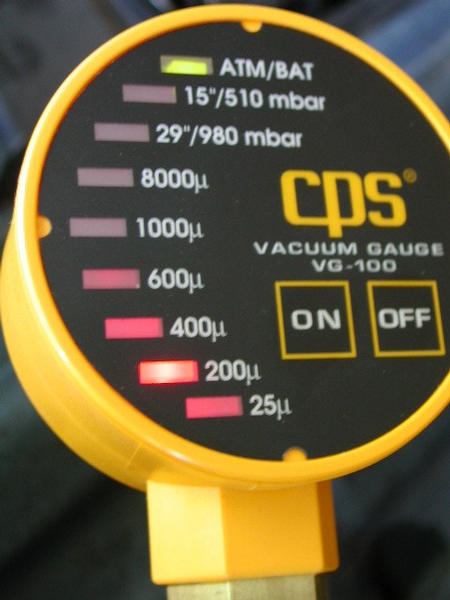 ATM/BAT
15"/510 mbar
29"/980 mbar
8000μ
1000μ
600μ
400μ
200μ
25μ
cps®
VACUUM GAUGE
VG-100
ON OFF